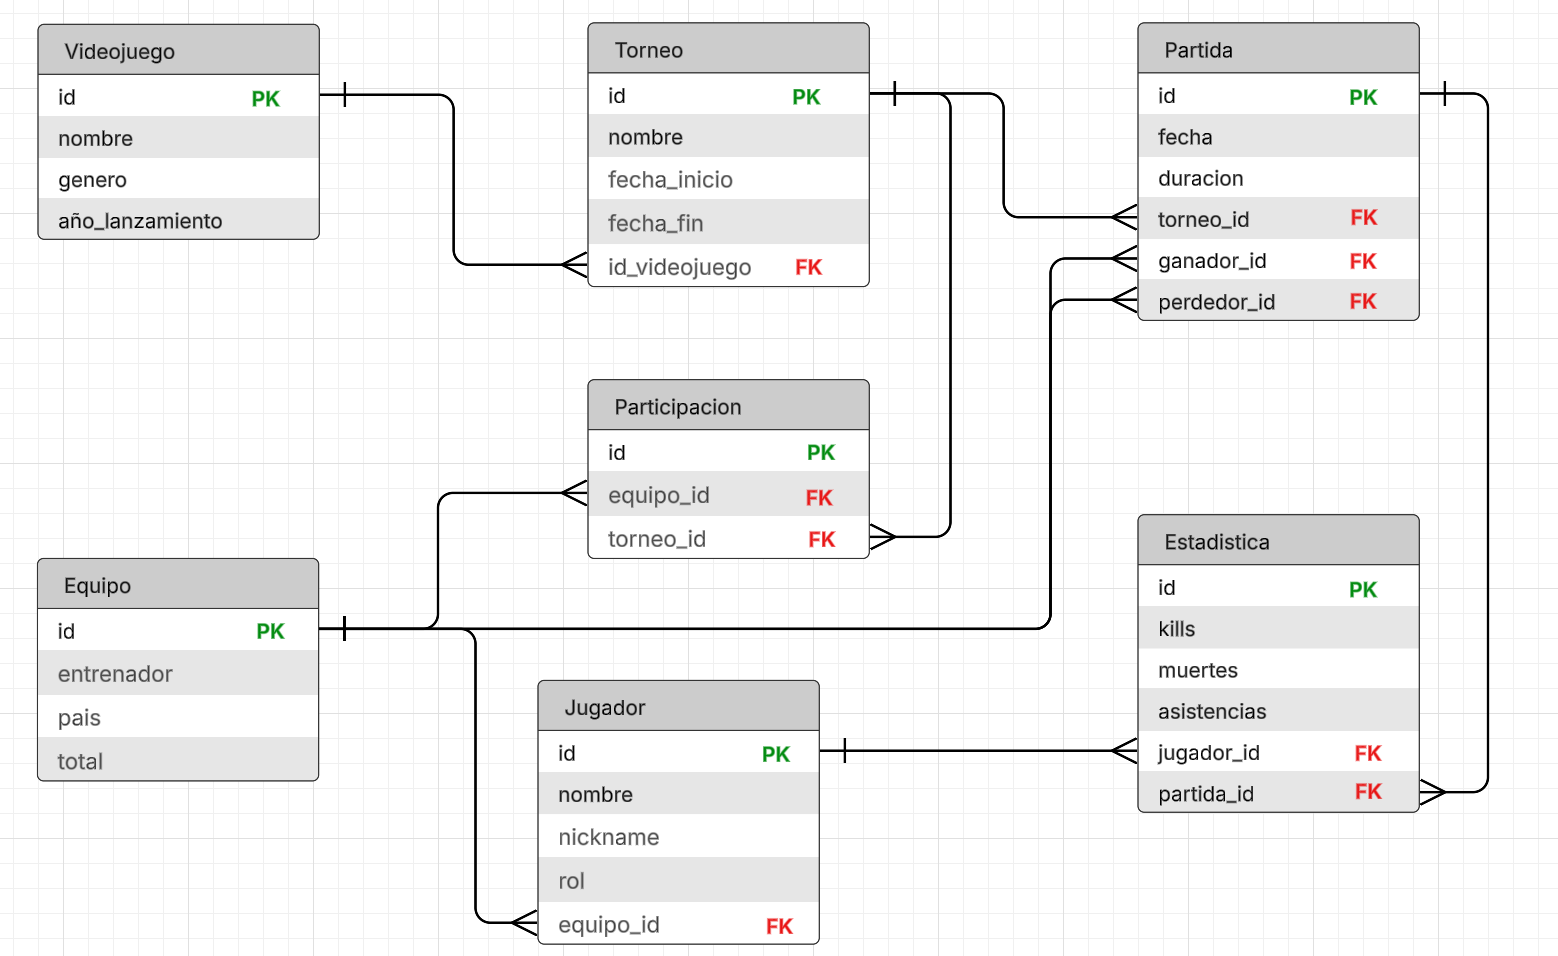 Videojuego
id PK
nombre
genero
año_lanzamiento
Torneo
id PK
nombre
fecha_inicio
fecha_fin
id_videojuego FK
Partida
id PK
fecha
duracion
torneo_id FK
ganador_id FK
perdedor_id FK
Participacion
id PK
equipo_id FK
torneo_id FK
Equipo
id PK
entrenador
pais
total
Jugador
id PK
nombre
nickname
rol
equipo_id FK
Estadistica
id PK
kills
muertes
asistencias
jugador_id FK
partida_id FK